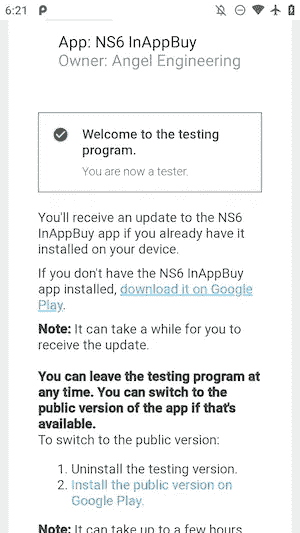 6:21
App: NS6 InAppBuy
Owner: Angel Engineering
Welcome to the testing
program.
You are now a tester.
You'll receive an update to the NS6
InAppBuy app if you already have it
installed on your device.
If you don't have the NS6 InAppBuy
app installed, download it on Google
Play.
Note: It can take a while for you to
receive the update.
You can leave the testing program at
any time. You can switch to the
public version of the app if that's
available.
To switch to the public version:
1. Uninstall the testing version.
2. Install the public version on
Google Play.
Note: It can take up to a few hours